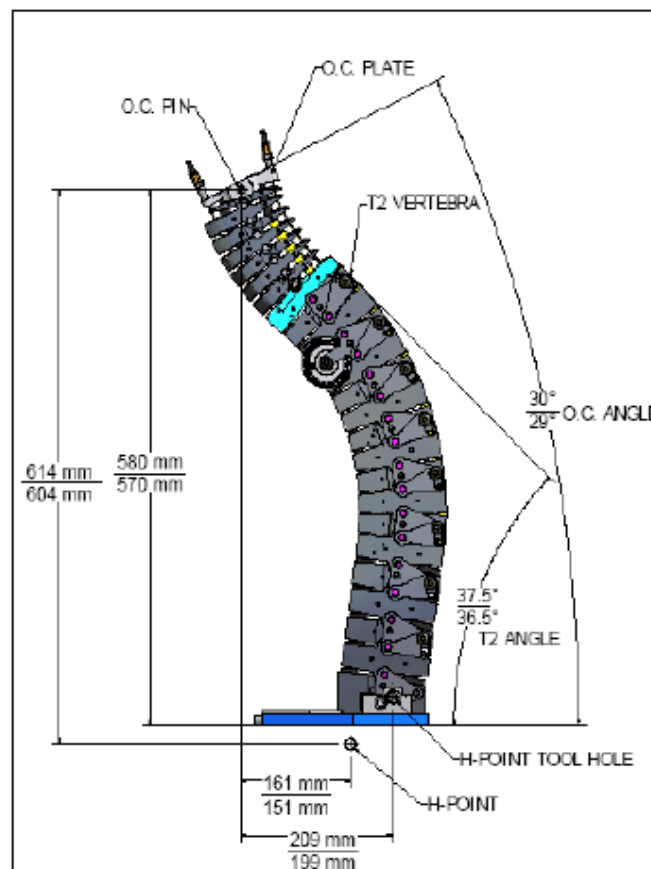 O.C. PLATE
O.C. PIN
T2 VERTEBRA
30°
29°
O.C. ANGLE
614 mm
604 mm
580 mm
570 mm
37.5°
36.5°
T2 ANGLE
H-POINT TOOL HOLE
161 mm
151 mm
H-POINT
209 mm
199 mm